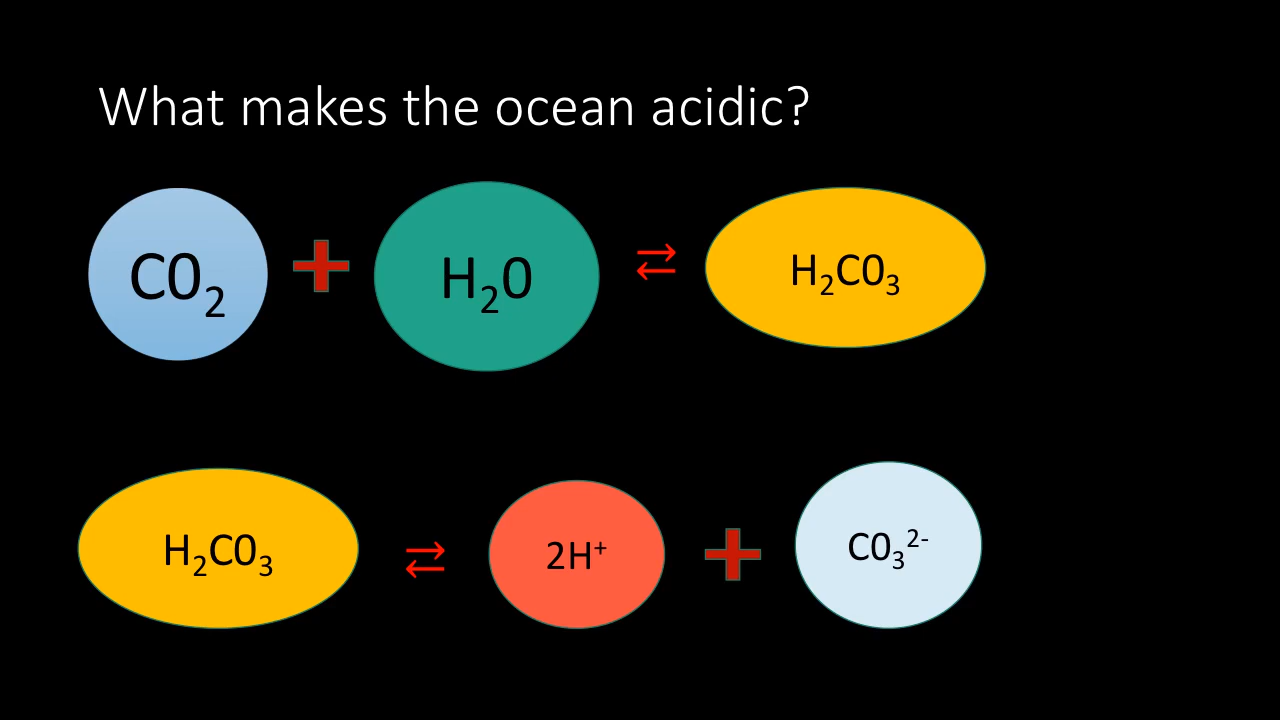 What makes the ocean acidic?
C0₂ + H₂0 ⇄ H₂C0₃
H₂C0₃ ⇄ 2H⁺ + C0₃²⁻